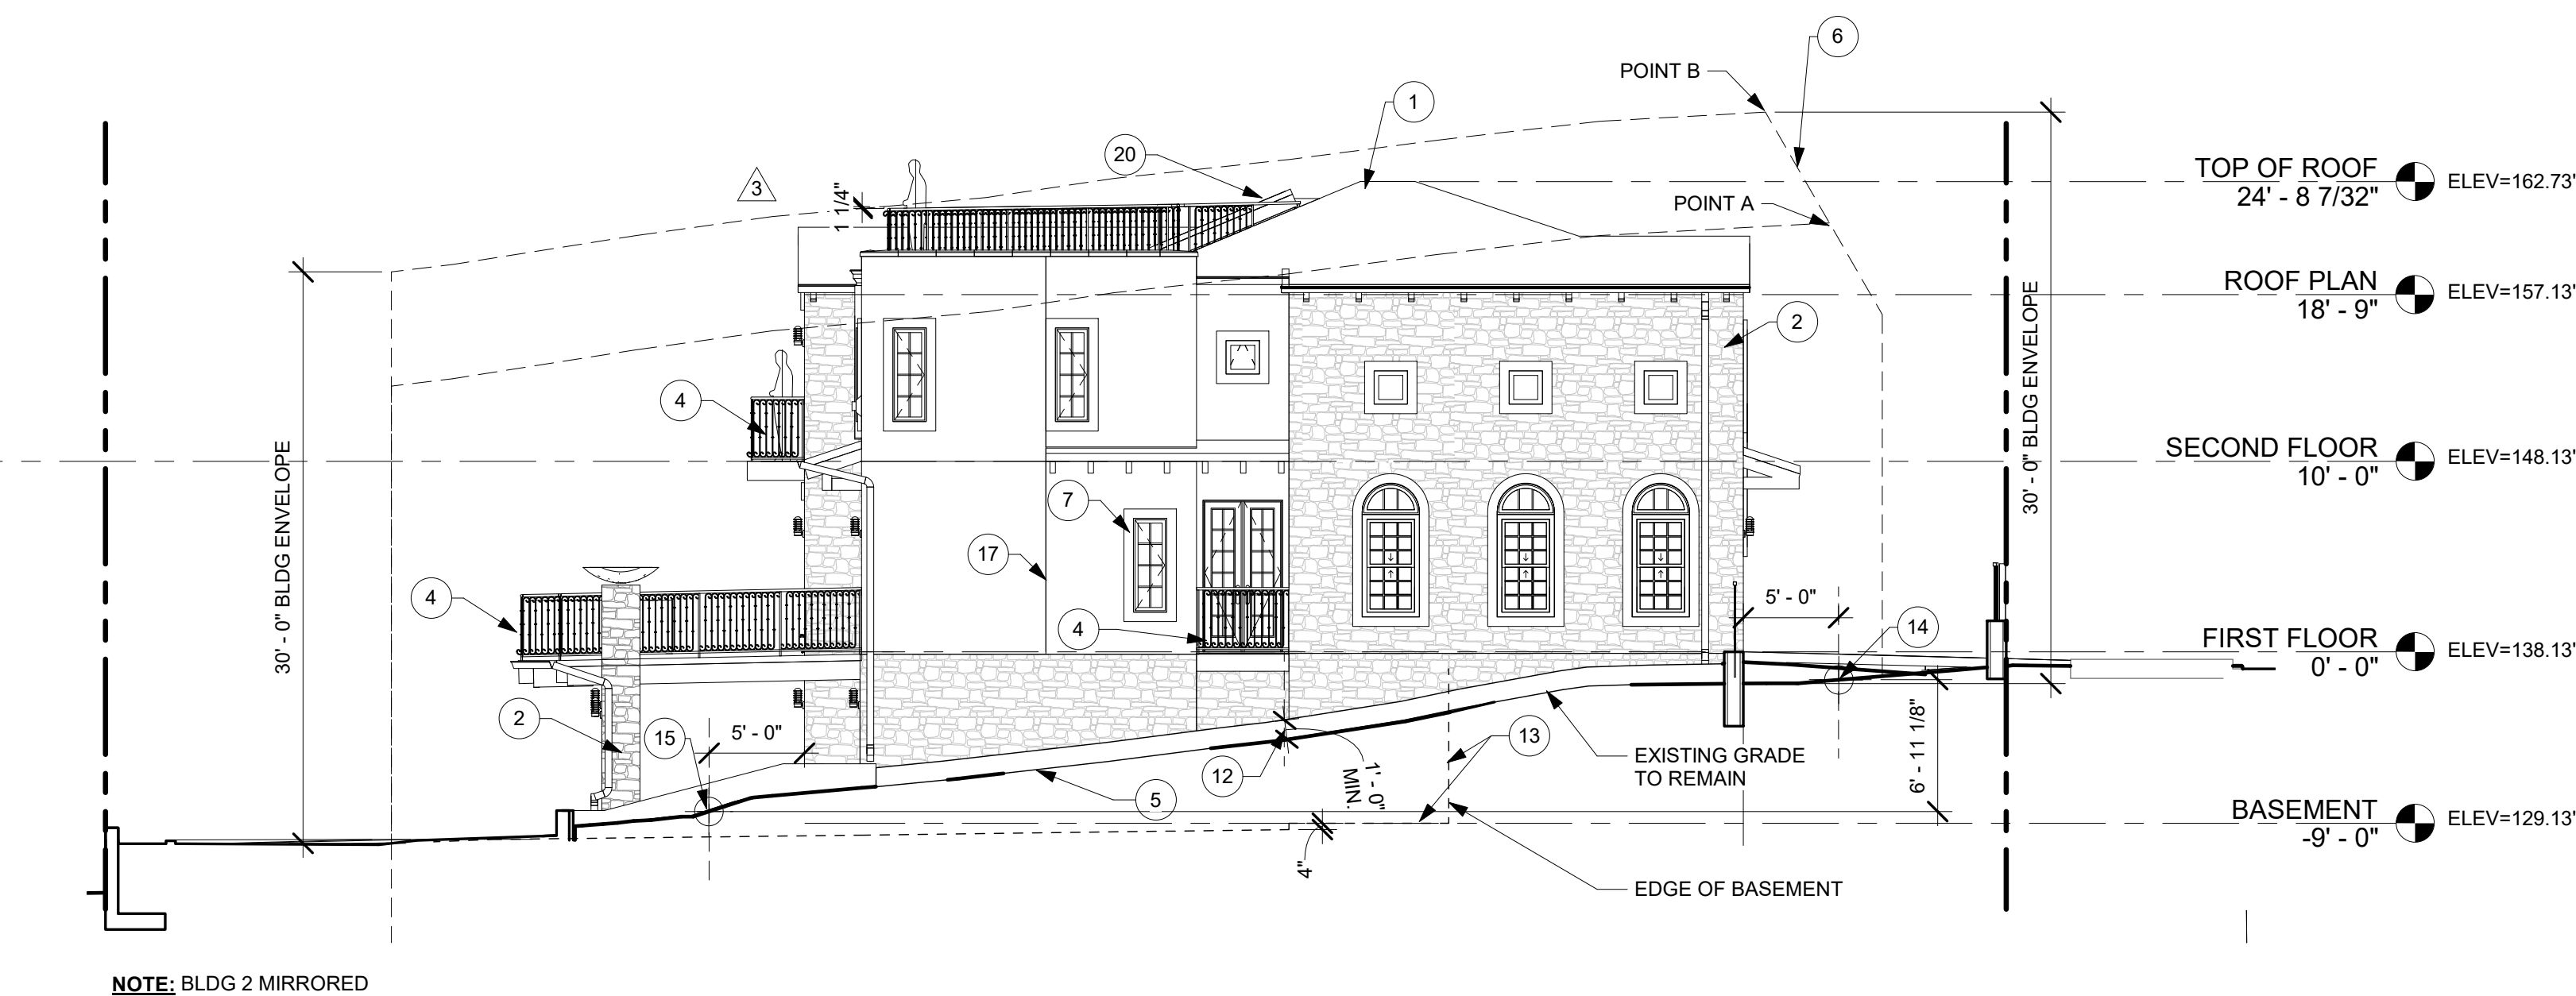 6
POINT B
1
20
TOP OF ROOF
24' - 8 7/32"
ELEV=162.73'
3
1 1/4"
POINT A
ROOF PLAN
18' - 9"
ELEV=157.13'
2
30' - 0" BLDG ENVELOPE
4
SECOND FLOOR
10' - 0"
ELEV=148.13'
30' - 0" BLDG ENVELOPE
7
17
4
4
5' - 0"
14
FIRST FLOOR
0' - 0"
ELEV=138.13'
2
15
5' - 0"
12
1' - 0"
MIN.
13
EXISTING GRADE
TO REMAIN
6' - 11 1/8"
5
BASEMENT
-9' - 0"
ELEV=129.13'
4"
EDGE OF BASEMENT
NOTE: BLDG 2 MIRRORED